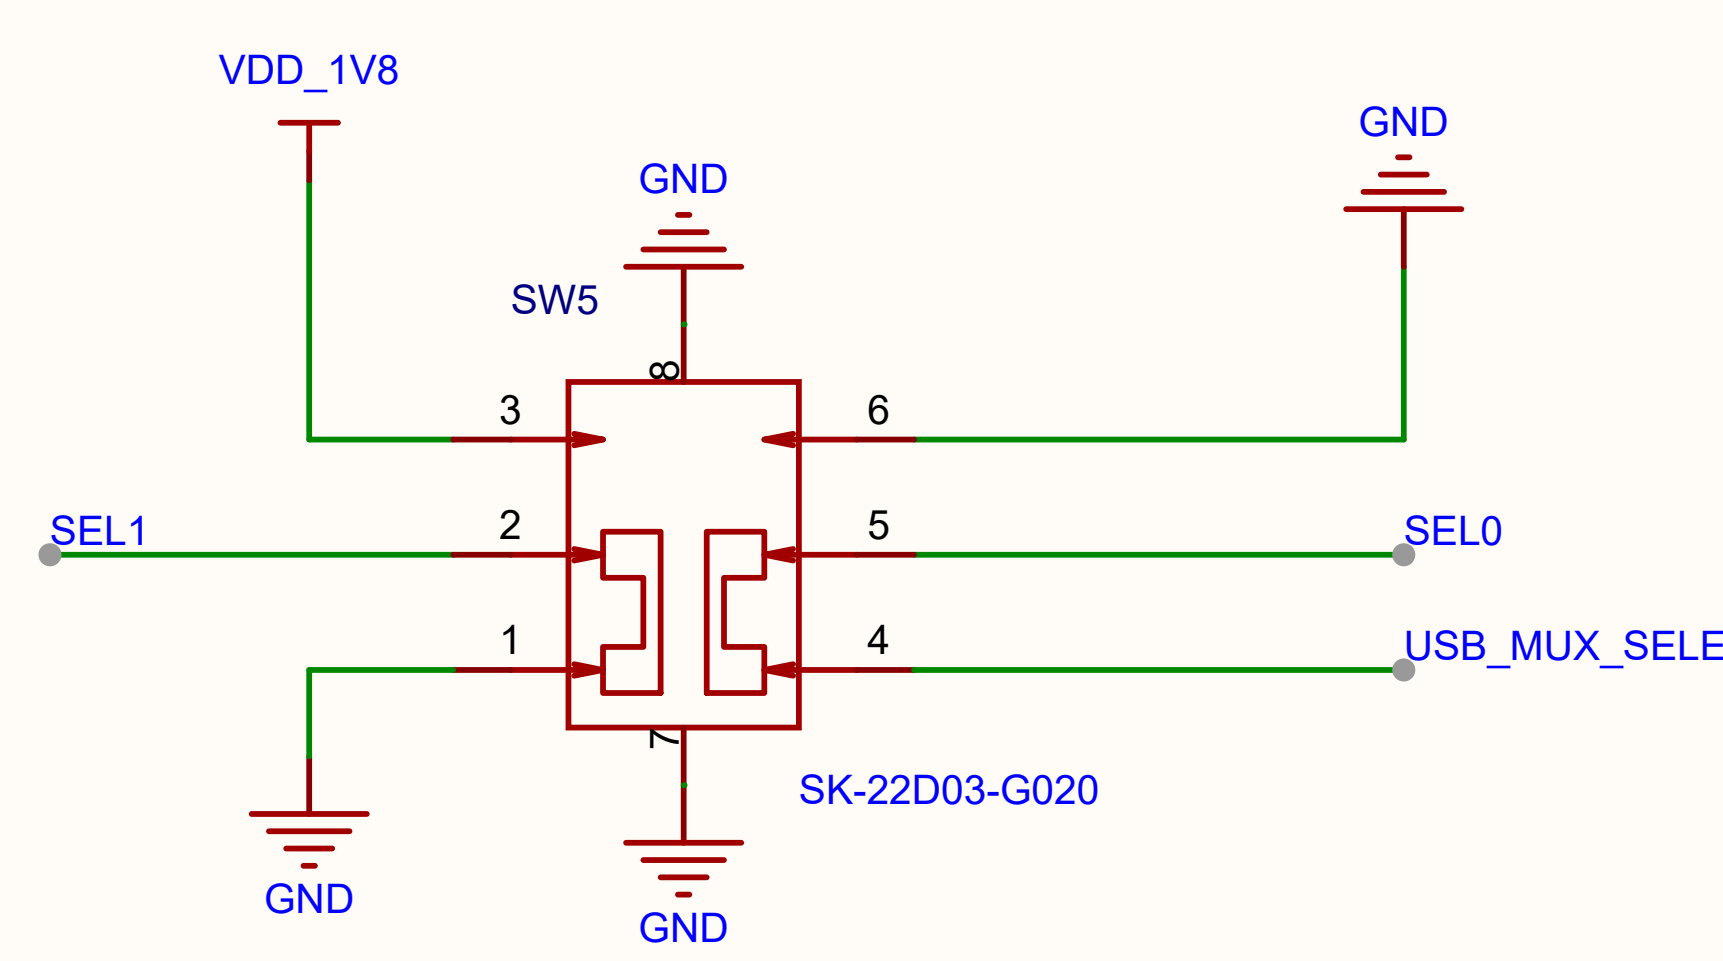 VDD_1V8
GND
GND
SW5
8
3
6
SEL1
2
5
SEL0
1
4
USB_MUX_SELE
7
SK-22D03-G020
GND
GND